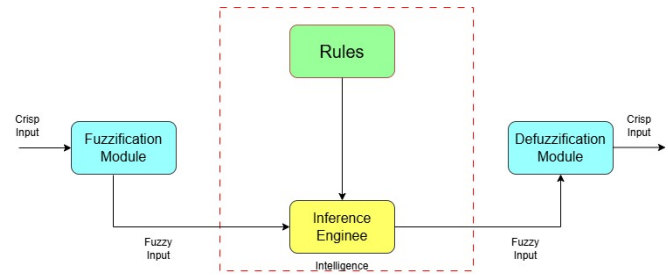 Rules
Crisp
Input
Fuzzification
Module
Defuzzification
Module
Crisp
Input
Inference
Enginee
Fuzzy
Input
Fuzzy
Input
Intelligence